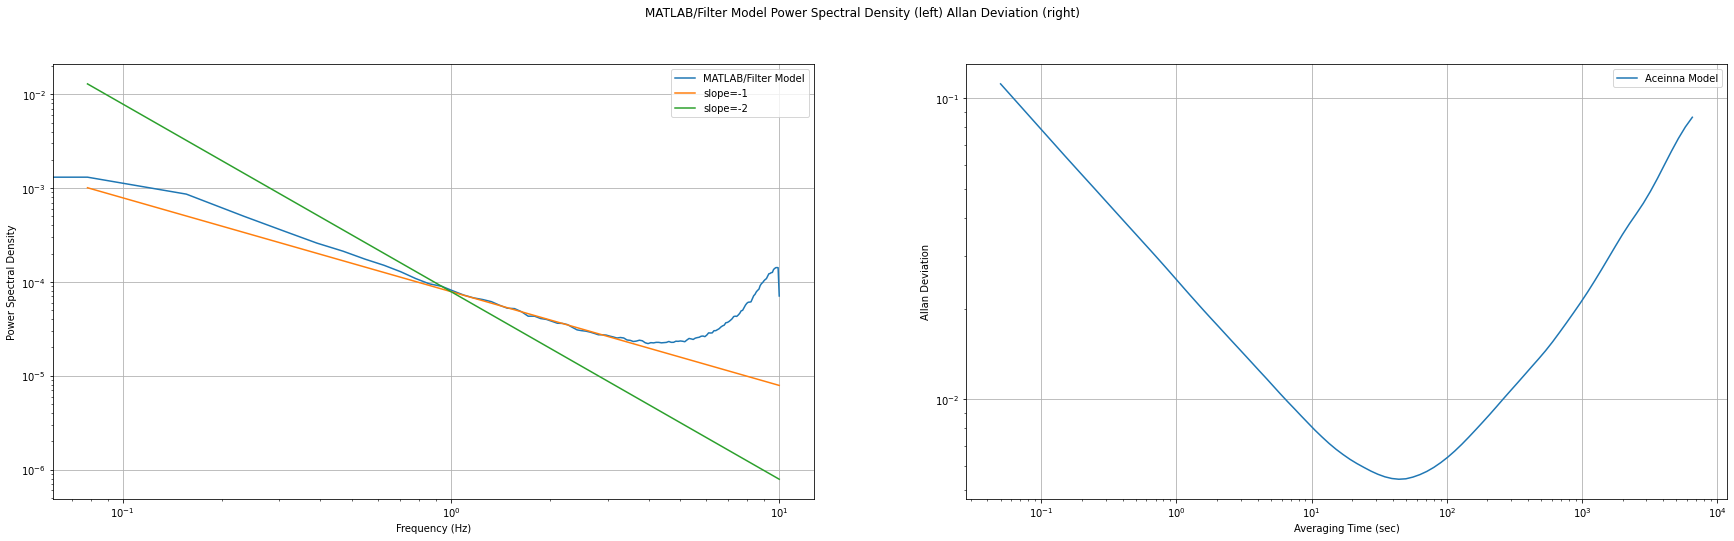 MATLAB/Filter Model Power Spectral Density (left) Allan Deviation (right)
MATLAB/Filter Model
slope=-1
slope=-2
Power Spectral Density
10⁻²
10⁻³
10⁻⁴
10⁻⁵
10⁻⁶
10⁻¹
10⁰
10¹
Frequency (Hz)
Aceinna Model
Allan Deviation
10⁻¹
10⁻²
10⁻¹
10⁰
10¹
10²
10³
10⁴
Averaging Time (sec)